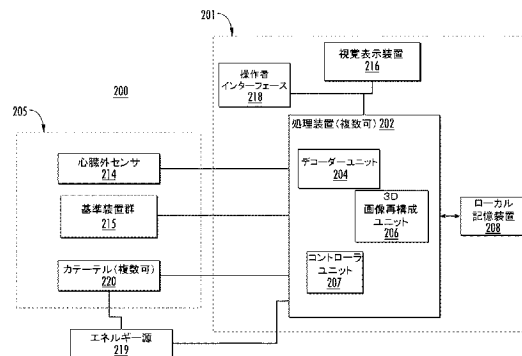 201
視覚表示装置
216
操作者
インターフェース
218
200
205
処理装置(複数可) 202
デコーダーユニット
204
3D
画像再構成
ユニット
206
コントローラ
ユニット
207
ローカル
記憶装置
208
心臓外センサ
214
基準装置群
215
カテーテル(複数可)
220
エネルギー源
219